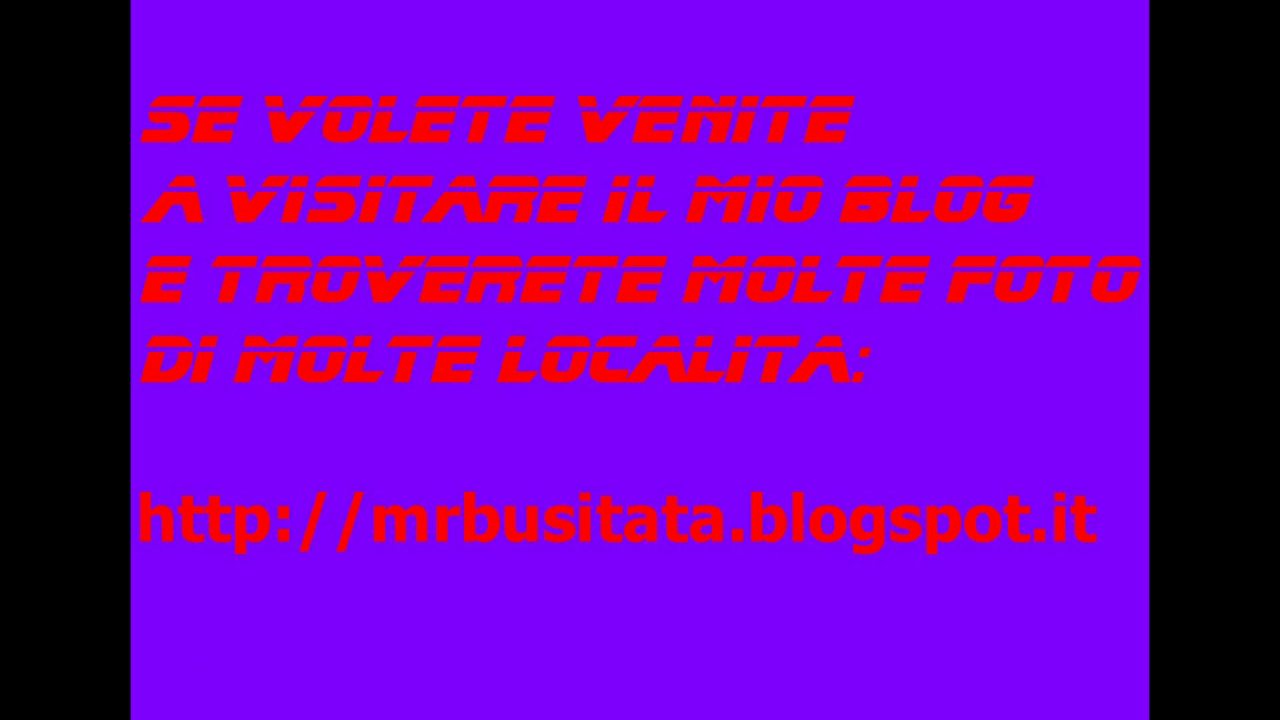 SE VOLETE VENITE
A VISITARE IL MIO BLOG
E TROVERETE MOLTE FOTO
DI MOLTE LOCALITA:
http://mrbusitata.blogspot.it